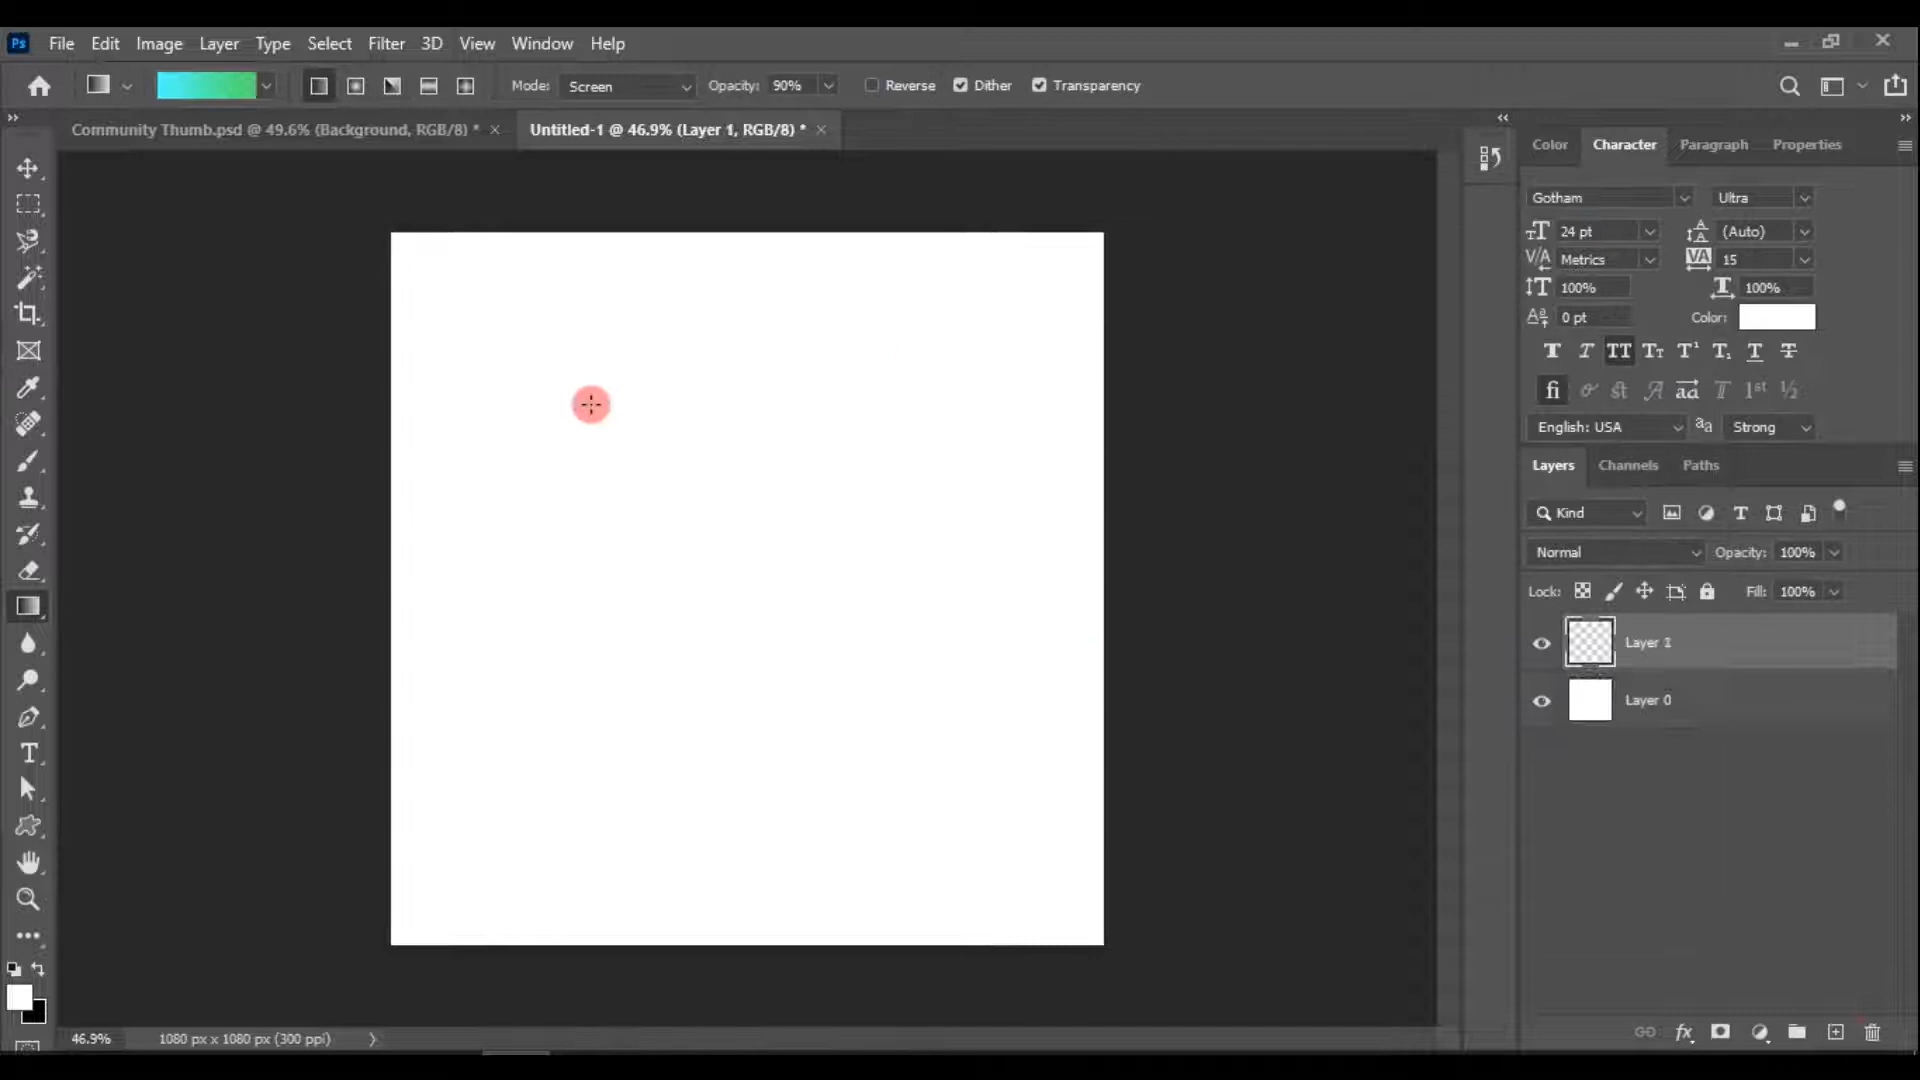 Ps File Edit Image Layer Type Select Filter 3D View Window Help
Mode: Screen Opacity: 90% Reverse Dither Transparency
Community Thumb.psd @ 49.6% (Background, RGB/8) * Untitled-1 @ 46.9% (Layer 1, RGB/8) *
Color Character Paragraph Properties
Gotham Ultra
24 pt (Auto)
Metrics 15
100% 100%
0 pt Color:
English: USA Strong
Layers Channels Paths
Kind
Normal Opacity: 100%
Lock: Fill: 100%
Layer 1
Layer 0
46.9% 1080 px x 1080 px (300 ppi)